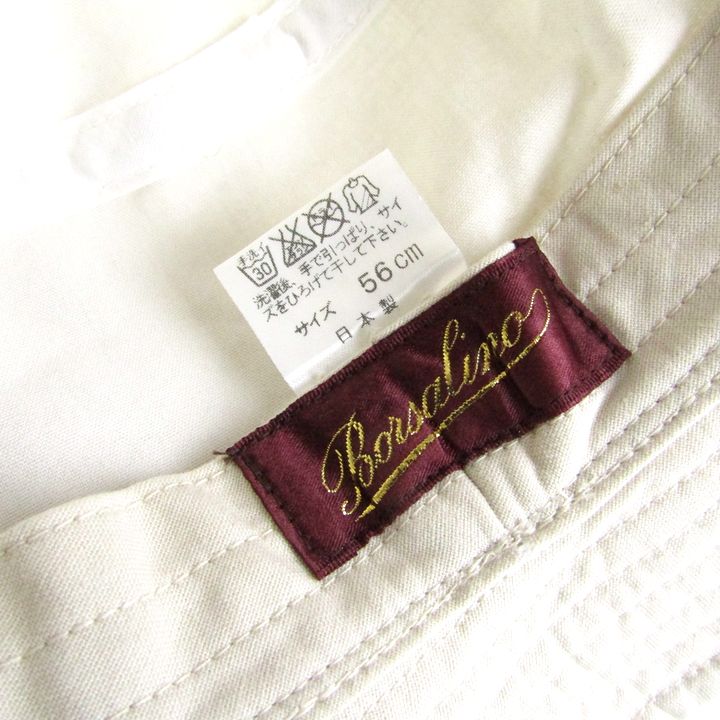 手洗イ
30
洗濯後、手で引っぱり、サイ
ズをひろげて干して下さい。
サイズ 56cm
日本製
Borsalino